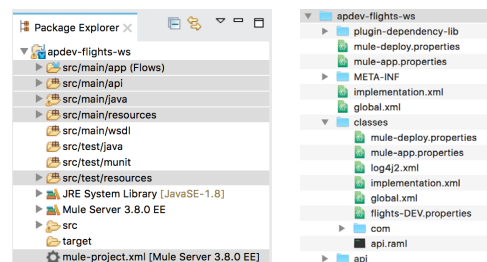 Package Explorer
apdev-flights-ws
src/main/app (Flows)
src/main/api
src/main/java
src/main/resources
src/main/wsdl
src/test/java
src/test/munit
src/test/resources
JRE System Library [JavaSE-1.8]
Mule Server 3.8.0 EE
src
target
mule-project.xml [Mule Server 3.8.0 EE]
apdev-flights-ws
plugin-dependency-lib
mule-deploy.properties
mule-app.properties
META-INF
implementation.xml
global.xml
classes
mule-deploy.properties
mule-app.properties
log4j2.xml
implementation.xml
global.xml
flights-DEV.properties
com
api.raml
api